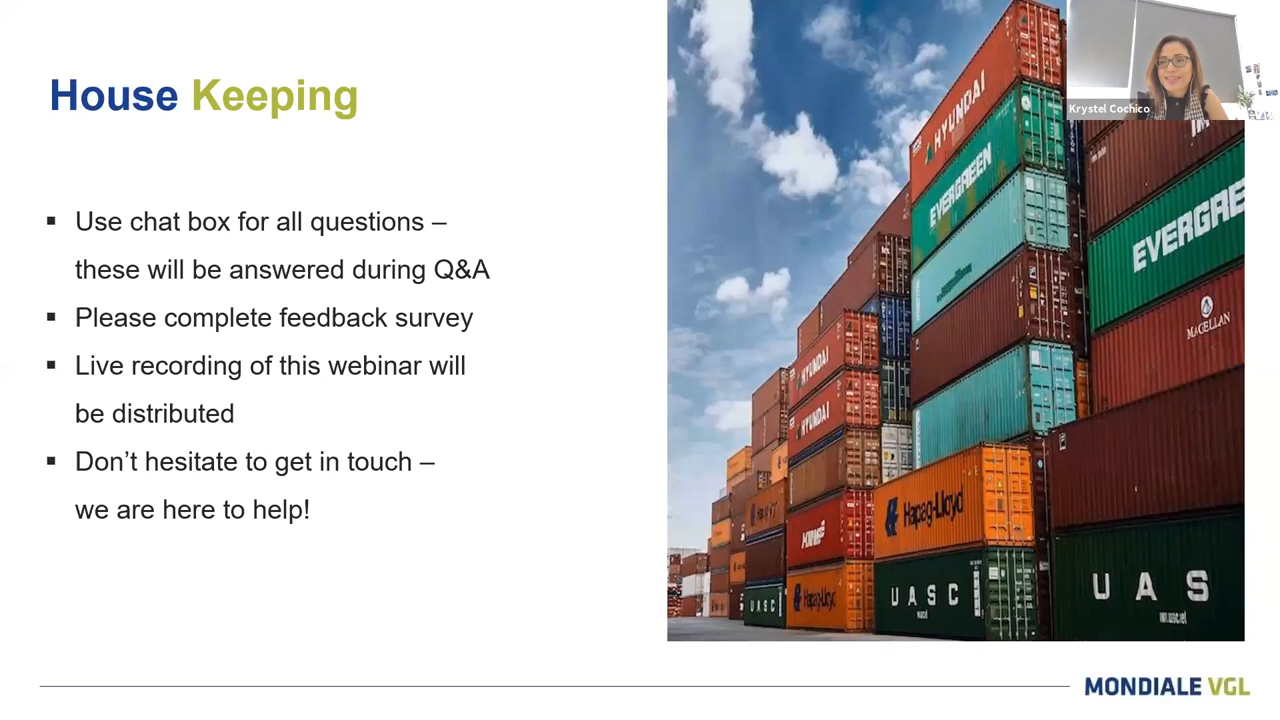 House Keeping
▪ Use chat box for all questions –
these will be answered during Q&A
▪ Please complete feedback survey
▪ Live recording of this webinar will
be distributed
▪ Don’t hesitate to get in touch –
we are here to help!
Krystel Cochico
HYUNDAI
EVERGREEN
EVERGRE
MAGELLAN
HYUNDAI
HYUNDAI
Hapag-Lloyd
UASC
UAS
Hapag-Lloyd
UASC
MONDIALE VGL